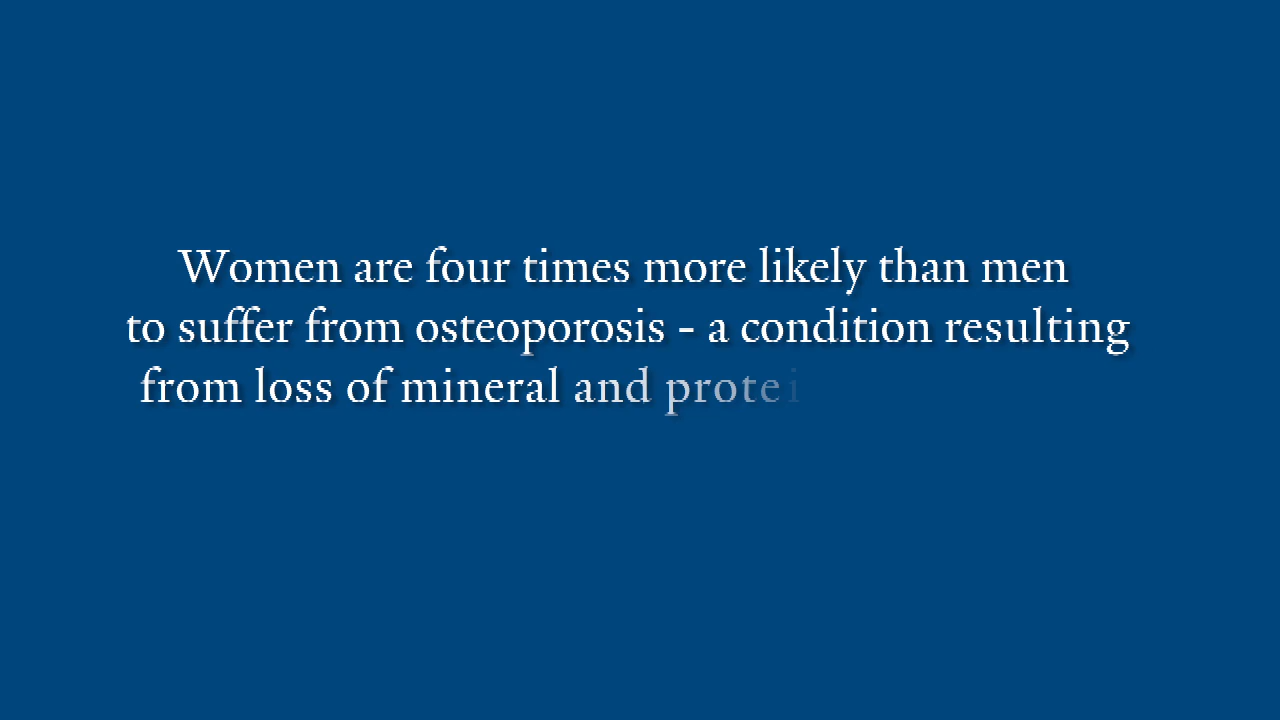 Women are four times more likely than men
to suffer from osteoporosis - a condition resulting
from loss of mineral and protei